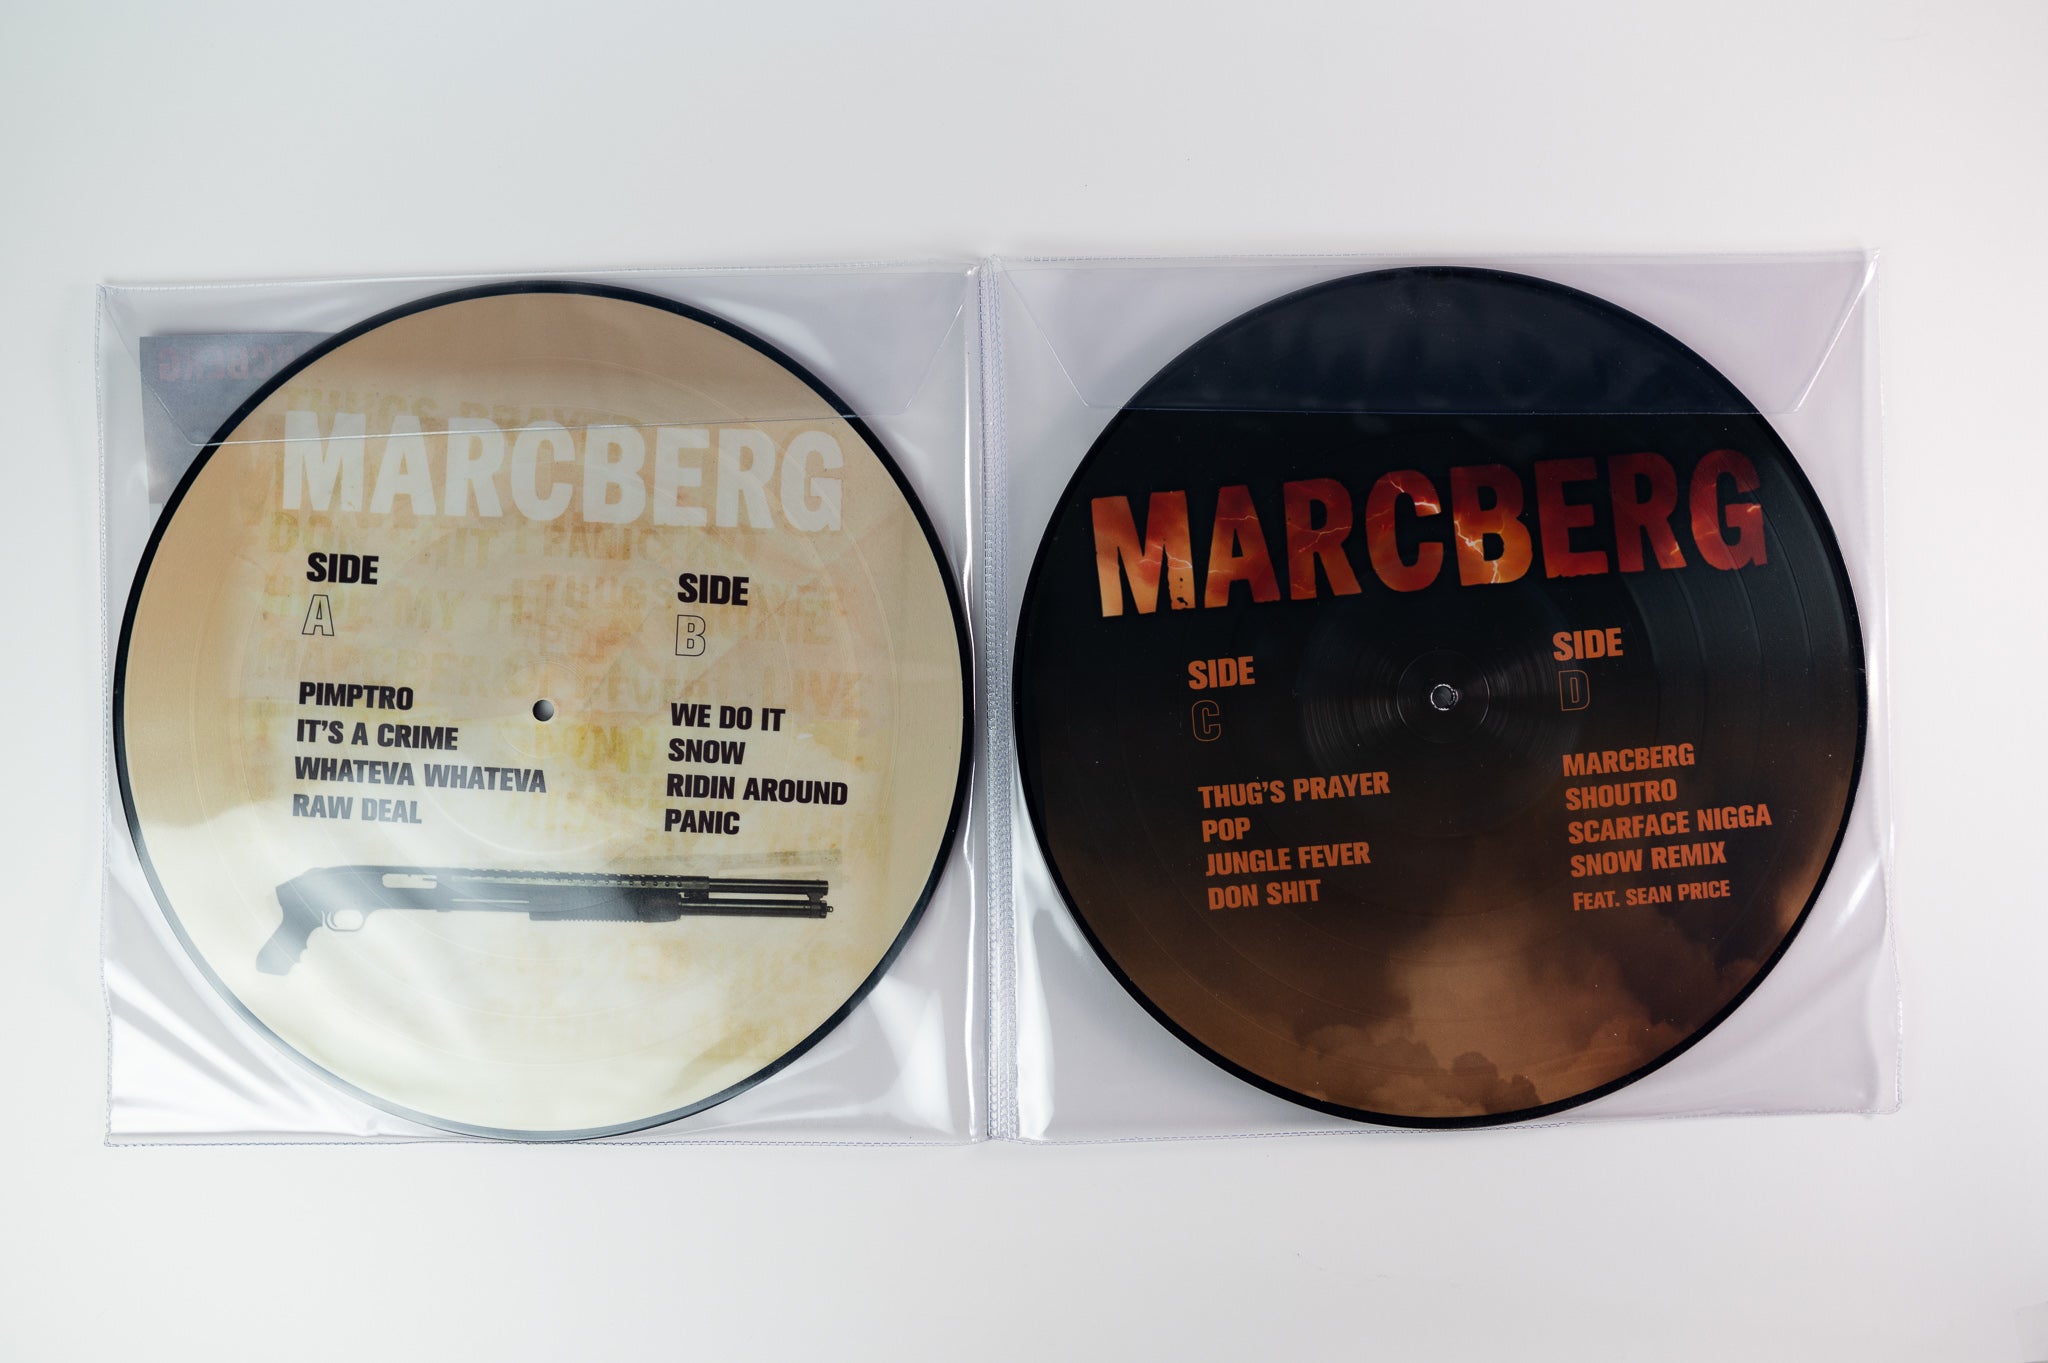 MARCBERG
SIDE
A
PIMPTRO
IT'S A CRIME
WHATEVA WHATEVA
RAW DEAL
SIDE
B
WE DO IT
SNOW
RIDIN AROUND
PANIC
MARCBERG
SIDE
C
THUG'S PRAYER
POP
JUNGLE FEVER
DON SHIT
SIDE
D
MARCBERG
SHOUTRO
SCARFACE NIGGA
SNOW REMIX
FEAT. SEAN PRICE